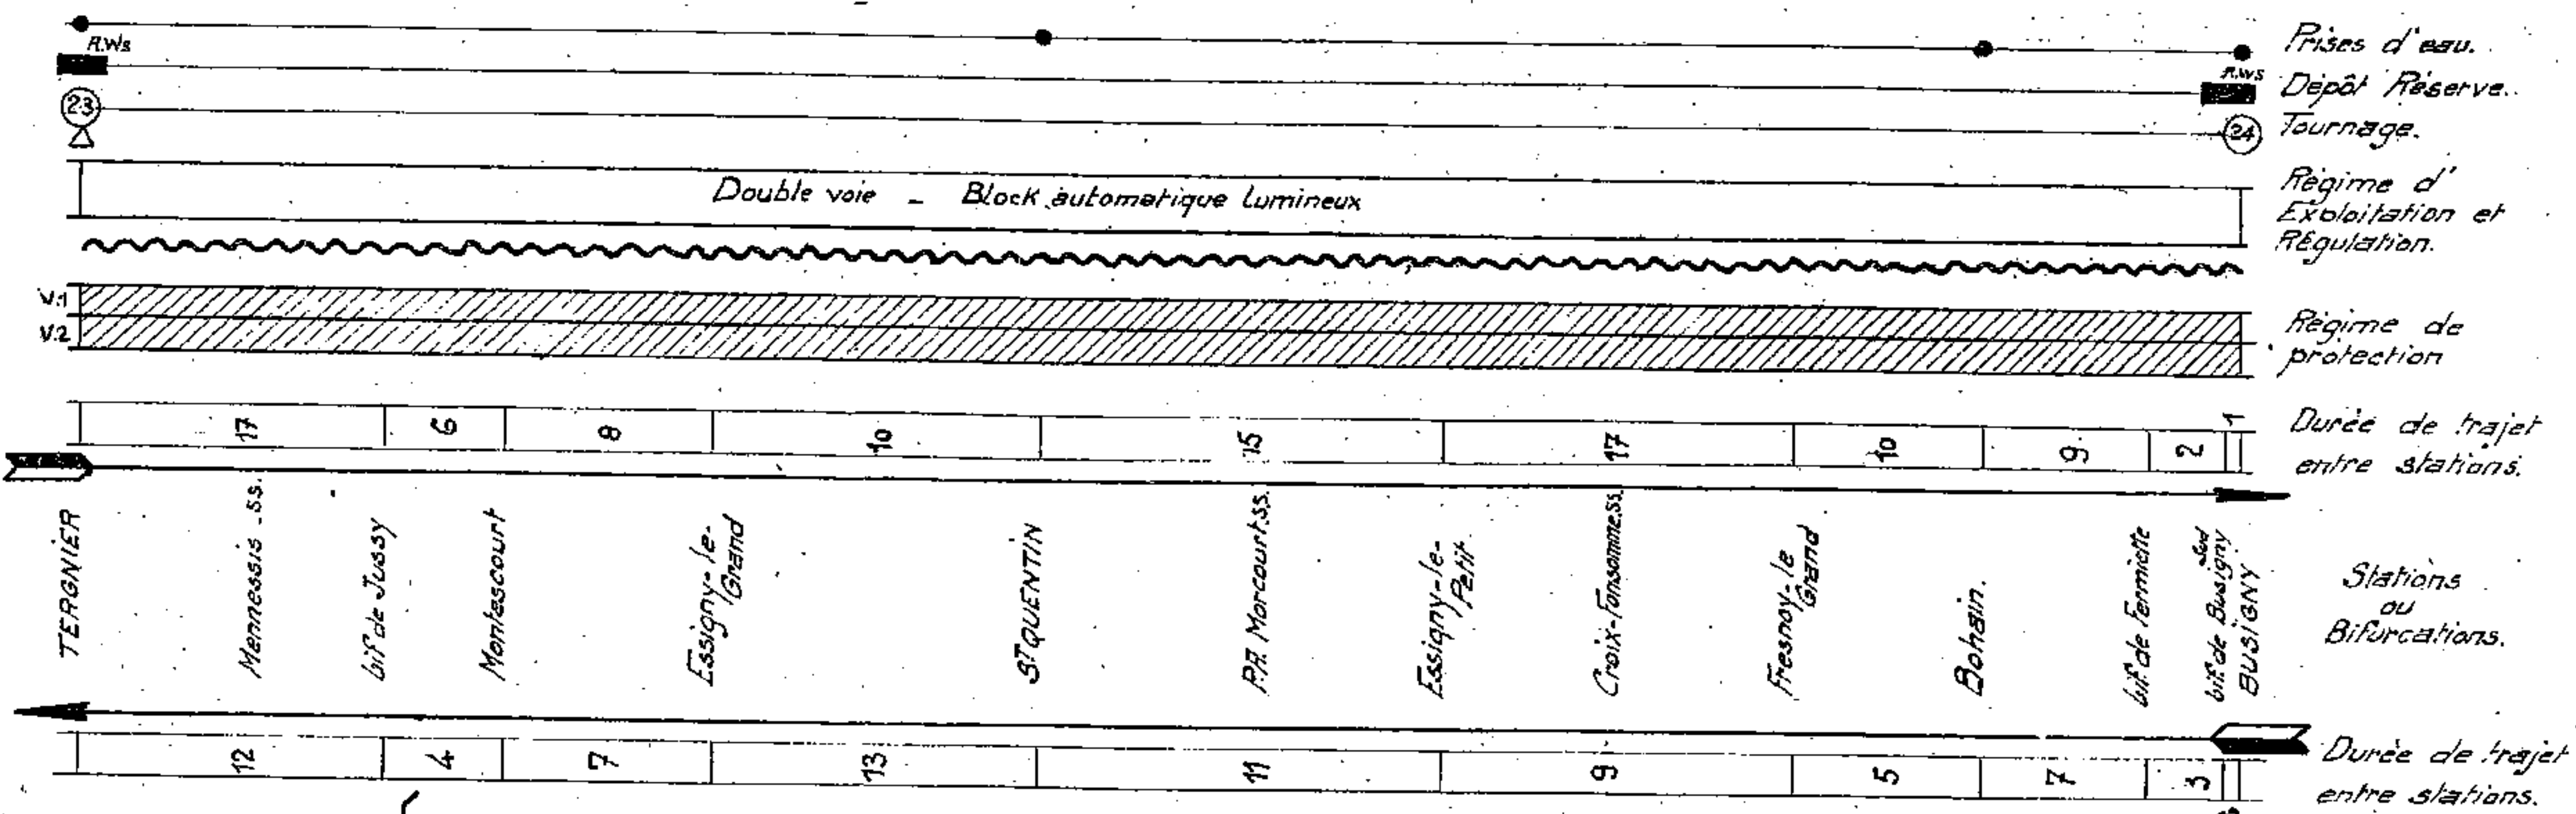 Prises d'eau.
R.Ws
R.WS
Dépôt Réserve.
23
24
Tournage.
Double voie - Block automatique lumineux
Régime d'
Exploitation et
Régulation.
V.1
V.2
Régime de
protection
17 6 8 10 15 17 10 9 2 1
Durée de trajet
entre stations.
TERGNIER
Mennessis-ss.
bif de Jussy
Montescourt
Essigny-le-
Grand
ST QUENTIN
P.A. Morcourt.ss.
Essigny-le-
Petit.
Croix-Fonsomme.ss.
Fresnoy-le
Grand
Bohain.
bif. de
bif. de Busigny
Sud
BUSIGNY
Stations
ou
Bifurcations.
12 4 7 13 11 9 5 7 3
Durée de trajet
entre stations.